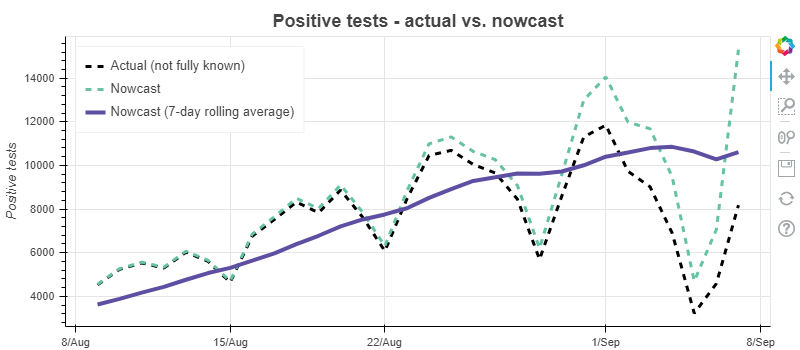 Positive tests - actual vs. nowcast
Actual (not fully known)
Nowcast
Nowcast (7-day rolling average)
Positive tests
14000
12000
10000
8000
6000
4000
8/Aug
15/Aug
22/Aug
1/Sep
8/Sep